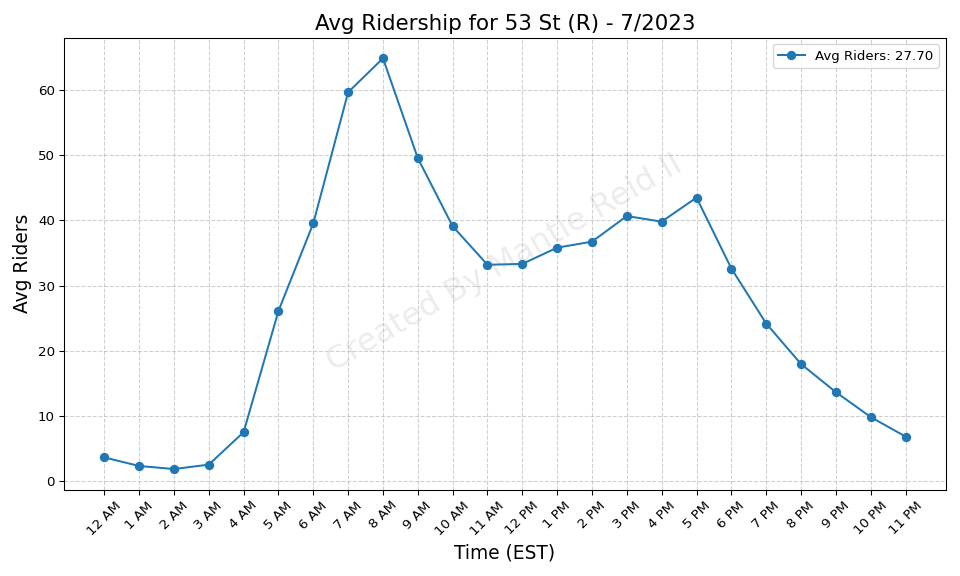 Avg Ridership for 53 St (R) - 7/2023
Avg Riders: 27.70
Avg Riders
60
50
40
30
20
10
0
Created By Mantle Reid II
12 AM 1 AM 2 AM 3 AM 4 AM 5 AM 6 AM 7 AM 8 AM 9 AM 10 AM 11 AM 12 PM 1 PM 2 PM 3 PM 4 PM 5 PM 6 PM 7 PM 8 PM 9 PM 10 PM 11 PM
Time (EST)